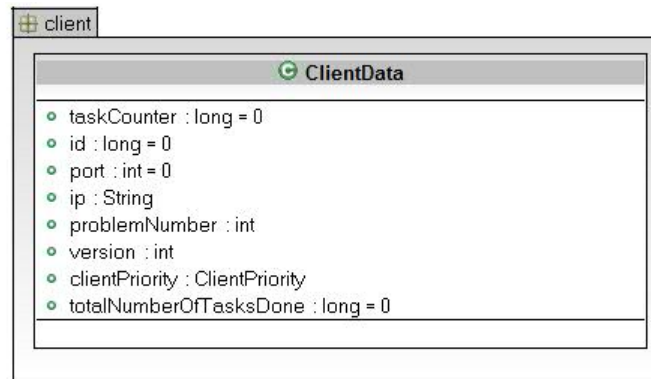 client
ClientData
taskCounter : long = 0
id : long = 0
port : int = 0
ip : String
problemNumber : int
version : int
clientPriority : ClientPriority
totalNumberOfTasksDone : long = 0